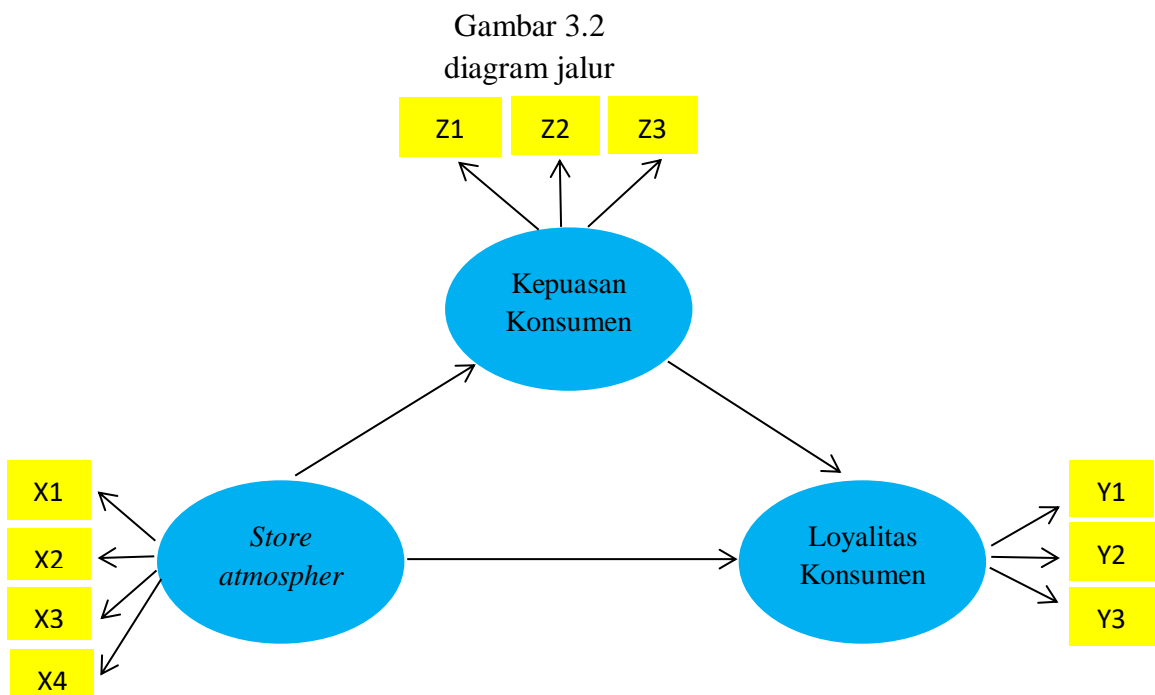 Gambar 3.2
diagram jalur
Z1 Z2 Z3
Kepuasan
Konsumen
X1
X2
X3
X4
Store
atmospher
Loyalitas
Konsumen
Y1
Y2
Y3